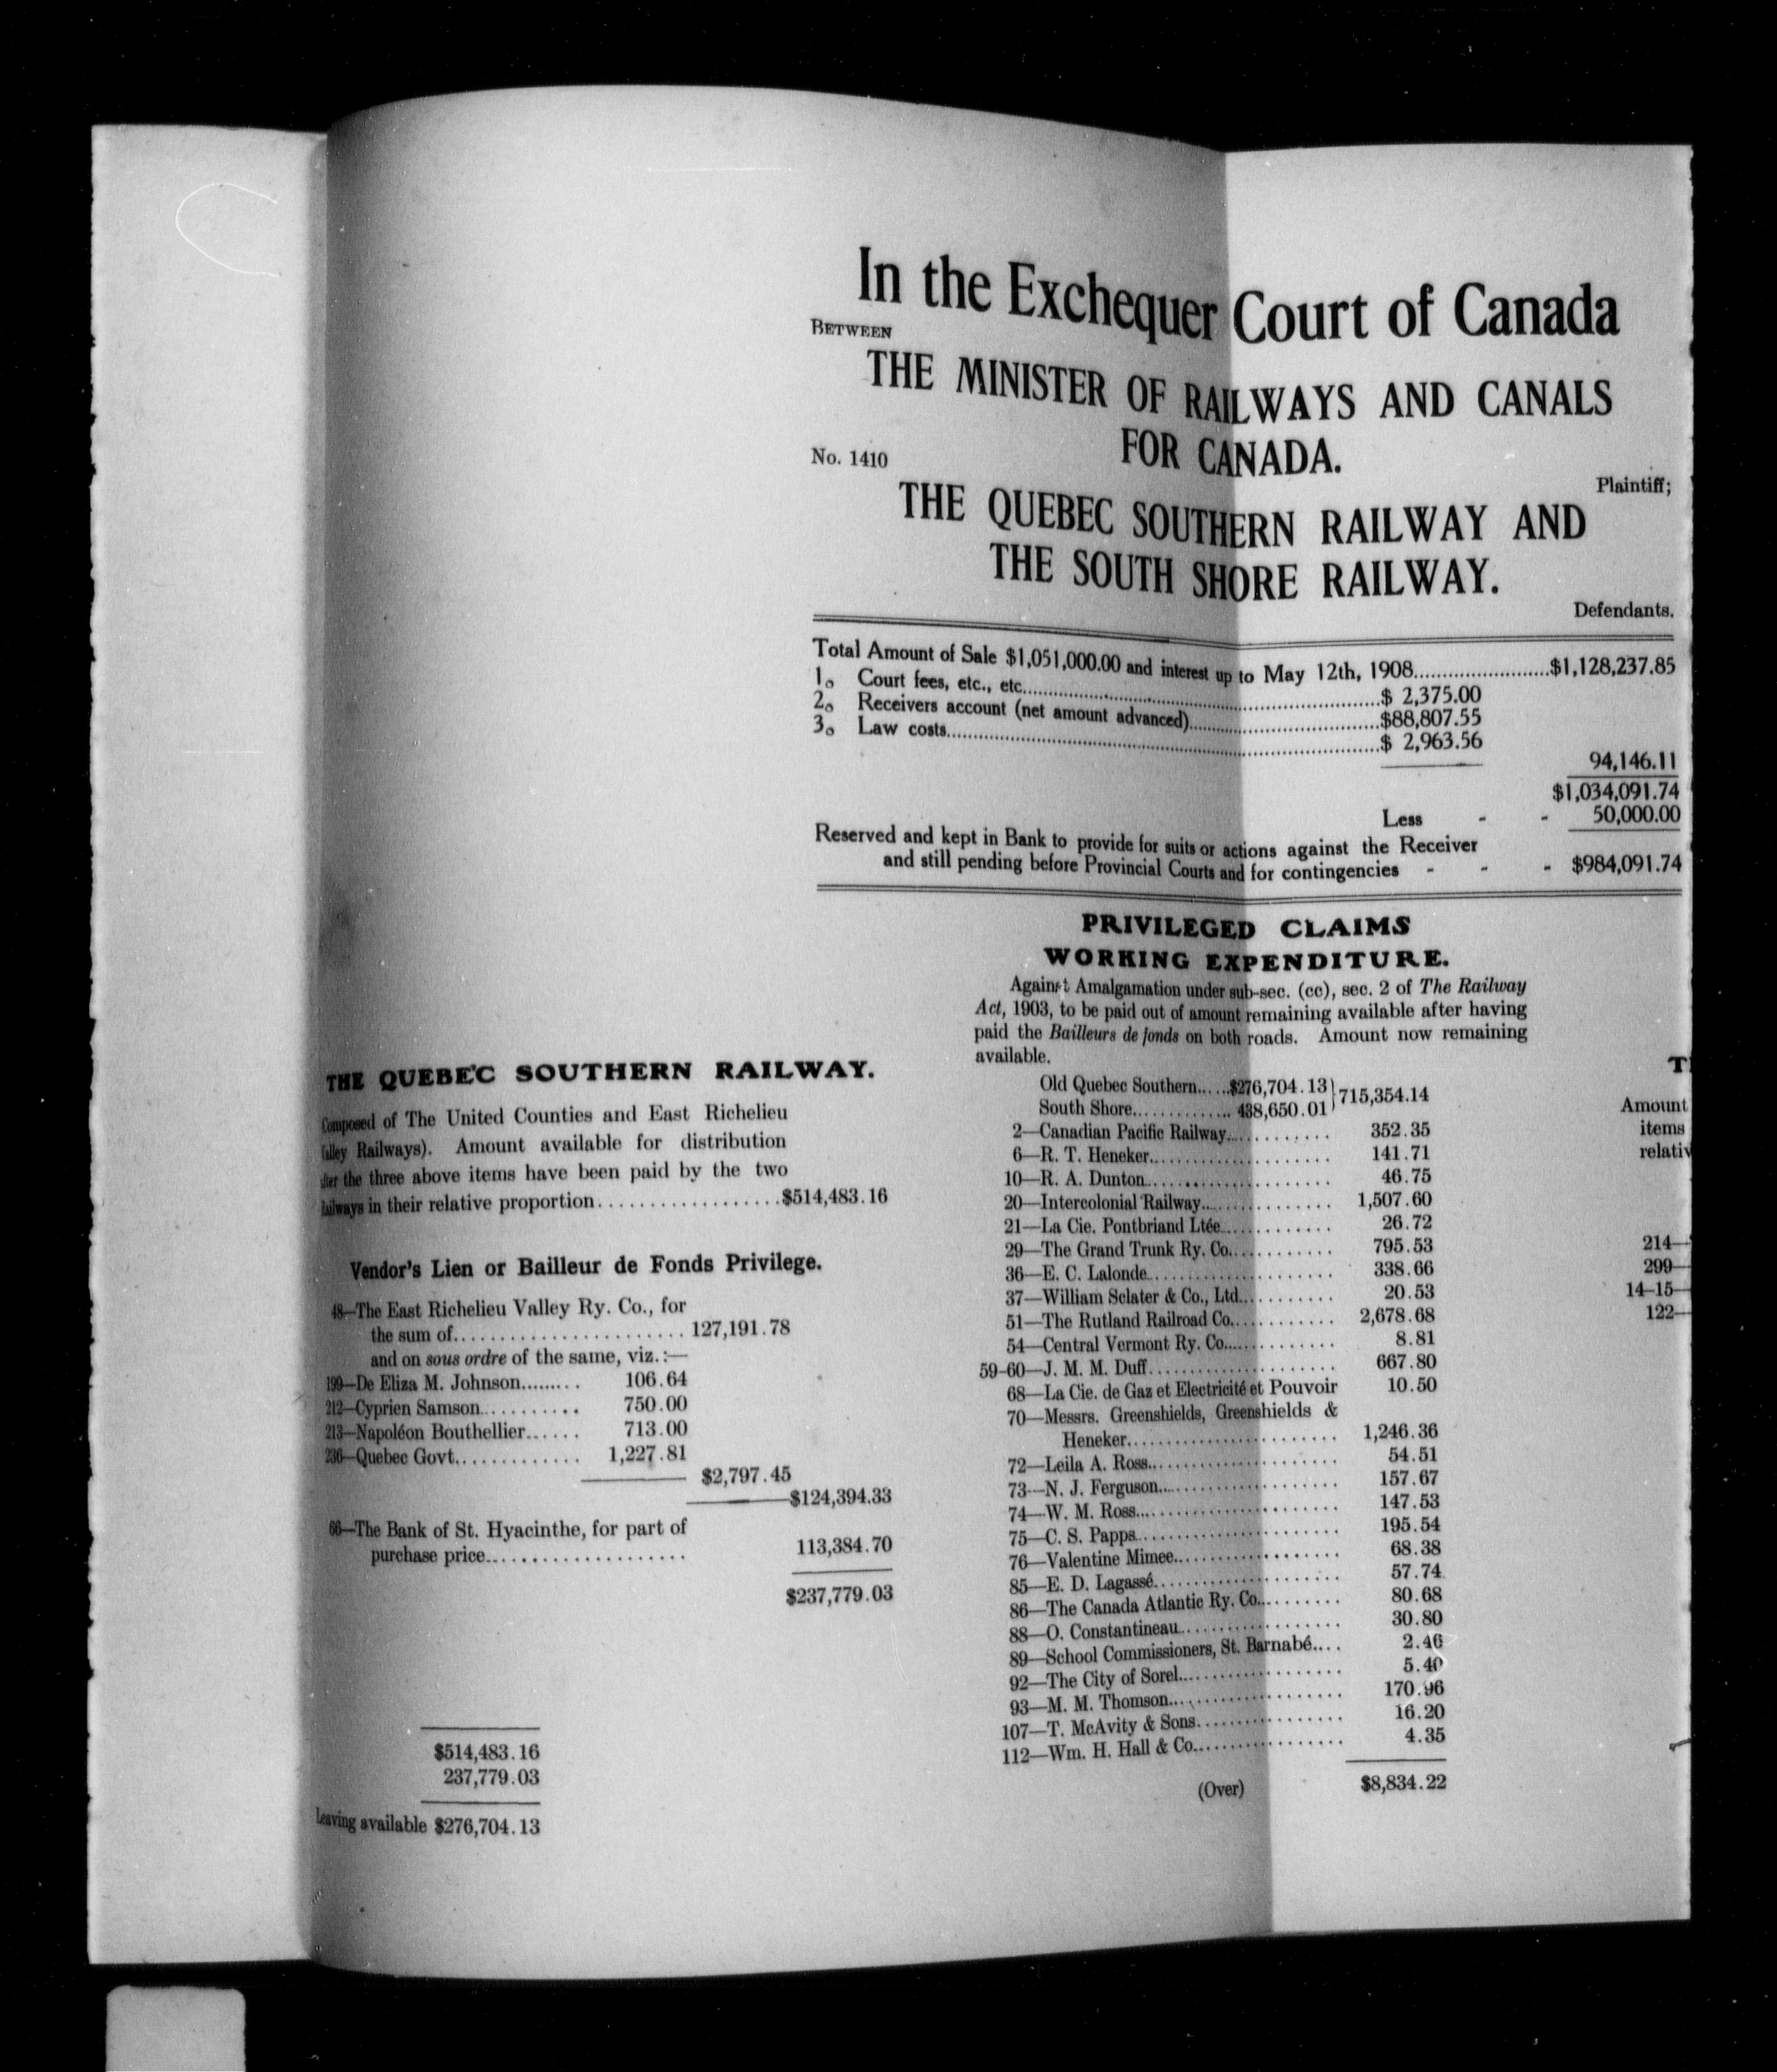 In the Exchequer Court of Canada
BETWEEN
THE MINISTER OF RAILWAYS AND CANALS
FOR CANADA.
No. 1410
Plaintiff;
THE QUEBEC SOUTHERN RAILWAY AND
THE SOUTH SHORE RAILWAY.
Defendants.
Total Amount of Sale $1,051,000.00 and interest up to May 12th, 1908......................$1,128,237.85
1o Court fees, etc., etc..............................$ 2,375.00
2o Receivers account (net amount advanced)..............................$88,807.55
3o Law costs..............................$ 2,963.56
94,146.11
$1,034,091.74
Less - - 50,000.00
Reserved and kept in Bank to provide for suits or actions against the Receiver
and still pending before Provincial Courts and for contingencies - - - $984,091.74
THE QUEBEC SOUTHERN RAILWAY.
Composed of The United Counties and East Richelieu
Valley Railways). Amount available for distribution
after the three above items have been paid by the two
Railways in their relative proportion..................$514,483.16
Vendor's Lien or Bailleur de Fonds Privilege.
48—The East Richelieu Valley Ry. Co., for
the sum of...................... 127,191.78
and on sous ordre of the same, viz.:—
199—De Eliza M. Johnson........ 106.64
212—Cyprien Samson.......... 750.00
213—Napoléon Bouthellier...... 713.00
236—Quebec Govt............. 1,227.81
$2,797.45
$124,394.33
66—The Bank of St. Hyacinthe, for part of
purchase price................... 113,384.70
$237,779.03
$514,483.16
237,779.03
Leaving available $276,704.13
PRIVILEGED CLAIMS
WORKING EXPENDITURE.
Against Amalgamation under sub-sec. (cc), sec. 2 of The Railway
Act, 1903, to be paid out of amount remaining available after having
paid the Bailleurs de fonds on both roads. Amount now remaining
available.
Old Quebec Southern......$276,704.13
South Shore............. 438,650.01 } 715,354.14
2—Canadian Pacific Railway............ 352.35
6—R. T. Heneker...................... 141.71
10—R. A. Dunton...................... 46.75
20—Intercolonial Railway............... 1,507.60
21—La Cie. Pontbriand Ltée............ 26.72
29—The Grand Trunk Ry. Co............ 795.53
36—E. C. Lalonde...................... 338.66
37—William Sclater & Co., Ltd........... 20.53
51—The Rutland Railroad Co............ 2,678.68
54—Central Vermont Ry. Co............. 8.81
59-60—J. M. M. Duff..................... 667.80
68—La Cie. de Gaz et Electricité et Pouvoir 10.50
70—Messrs. Greenshields, Greenshields &
Heneker......................... 1,246.36
72—Leila A. Ross...................... 54.51
73—N. J. Ferguson..................... 157.67
74—W. M. Ross....................... 147.53
75—C. S. Papps....................... 195.54
76—Valentine Mimee................... 68.38
85—E. D. Lagassé..................... 57.74
86—The Canada Atlantic Ry. Co......... 80.68
88—O. Constantineau.................. 30.80
89—School Commissioners, St. Barnabé.... 2.46
92—The City of Sorel................... 5.40
93—M. M. Thomson.................... 170.96
107—T. McAvity & Sons................. 16.20
112—Wm. H. Hall & Co.................. 4.35
(Over) $8,834.22
Amount
items
214—
299—
14-15—
122—